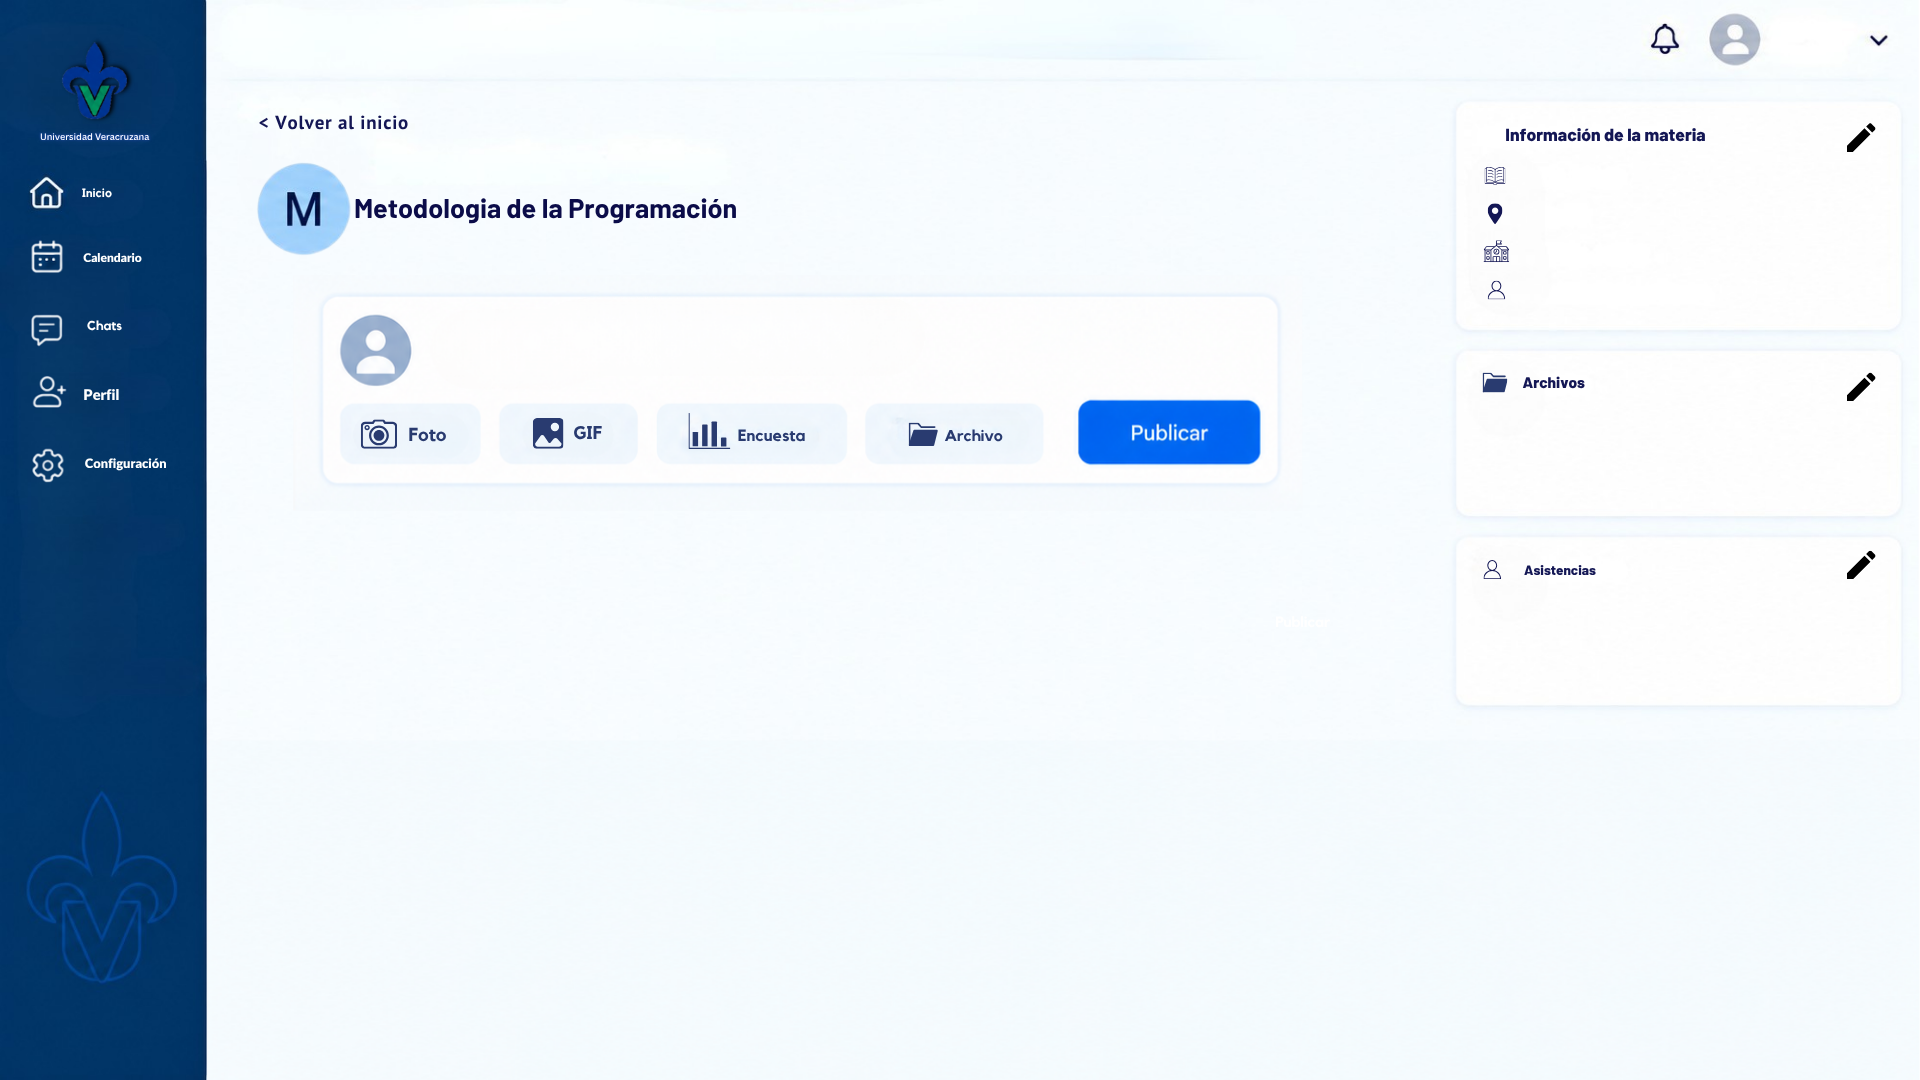 Universidad Veracruzana
Inicio
Calendario
Chats
Perfil
Configuración
< Volver al inicio
M
Metodologia de la Programación
Foto
GIF
Encuesta
Archivo
Publicar
Información de la materia
Archivos
Asistencias